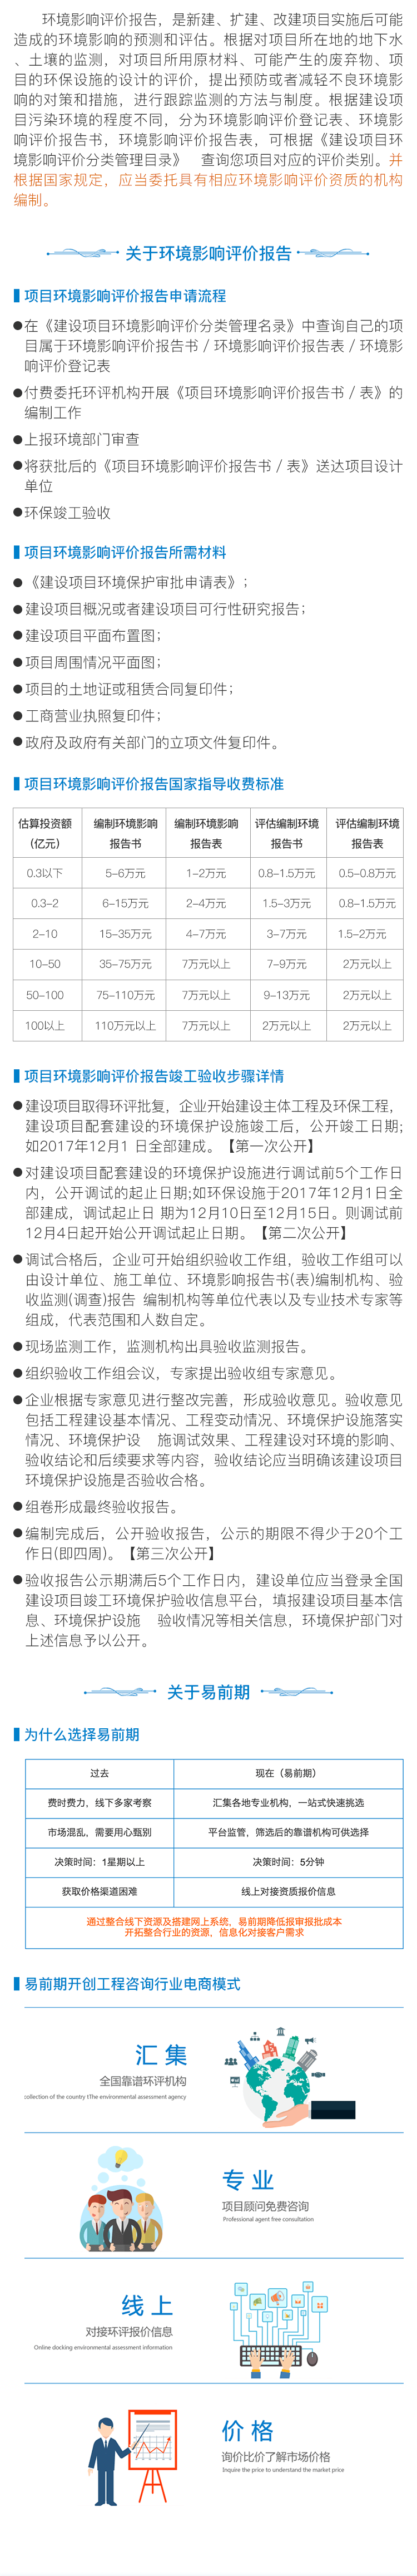 环境影响评价报告，是新建、扩建、改建项目实施后可能
造成的环境影响的预测和评估。根据对项目所在地的地下水
、土壤的监测，对项目所用原材料、可能产生的废弃物、项
目的环保设施的设计的评价，提出预防或者减轻不良环境影
响的对策和措施，进行跟踪监测的方法与制度。根据建设项
目污染环境的程度不同，分为环境影响评价登记表、环境影
响评价报告书，环境影响评价报告表，可根据《建设项目环
境影响评价分类管理目录》 查询您项目对应的评价类别。并
根据国家规定，应当委托具有相应环境影响评价资质的机构
编制。
关于环境影响评价报告
项目环境影响评价报告申请流程
●在《建设项目环境影响评价分类管理名录》中查询自己的项
目属于环境影响评价报告书 / 环境影响评价报告表 / 环境影
响评价登记表
●付费委托环评机构开展《项目环境影响评价报告书 / 表》的
编制工作
●上报环境部门审查
●将获批后的《项目环境影响评价报告书 / 表》送达项目设计
单位
●环保竣工验收
项目环境影响评价报告所需材料
●《建设项目环境保护审批申请表》;
●建设项目概况或者建设项目可行性研究报告;
●建设项目平面布置图;
●项目周围情况平面图;
●项目的土地证或租赁合同复印件;
●工商营业执照复印件;
●政府及政府有关部门的立项文件复印件。
项目环境影响评价报告国家指导收费标准
估算投资额 编制环境影响 编制环境影响 评估编制环境 评估编制环境
(亿元) 报告书 报告表 报告书 报告表
0.3以下 5–6万元 1–2万元 0.8–1.5万元 0.5–0.8万元
0.3–2 6–15万元 2–4万元 1.5–3万元 0.8–1.5万元
2–10 15–35万元 4–7万元 3–7万元 1.5–2万元
10–50 35–75万元 7万元以上 7–9万元 2万元以上
50–100 75–110万元 7万元以上 9–13万元 2万元以上
100以上 110万元以上 7万元以上 2万元以上 2万元以上
项目环境影响评价报告竣工验收步骤详情
●建设项目取得环评批复，企业开始建设主体工程及环保工程，
建设项目配套建设的环境保护设施竣工后，公开竣工日期;
如2017年12月1 日全部建成。【第一次公开】
●对建设项目配套建设的环境保护设施进行调试前5个工作日
内，公开调试的起止日期;如环保设施于2017年12月1日全
部建成，调试起止日 期为12月10日至12月15日。则调试前
12月4日起开始公开调试起止日期。【第二次公开】
●调试合格后，企业可开始组织验收工作组，验收工作组可以
由设计单位、施工单位、环境影响报告书(表)编制机构、验
收监测(调查)报告 编制机构等单位代表以及专业技术专家等
组成，代表范围和人数自定。
●现场监测工作，监测机构出具验收监测报告。
●组织验收工作组会议，专家提出验收组专家意见。
●企业根据专家意见进行整改完善，形成验收意见。验收意见
包括工程建设基本情况、工程变动情况、环境保护设施落实
情况、环境保护设 施调试效果、工程建设对环境的影响、
验收结论和后续要求等内容，验收结论应当明确该建设项目
环境保护设施是否验收合格。
●组卷形成最终验收报告。
●编制完成后，公开验收报告，公示的期限不得少于20个工
作日(即四周)。【第三次公开】
●验收报告公示期满后5个工作日内，建设单位应当登录全国
建设项目竣工环境保护验收信息平台，填报建设项目基本信
息、环境保护设施 验收情况等相关信息，环境保护部门对
上述信息予以公开。
关于易前期
为什么选择易前期
过去 现在（易前期）
费时费力，线下多家考察 汇集各地专业机构，一站式快速挑选
市场混乱，需要用心甄别 平台监管，筛选后的靠谱机构可供选择
决策时间：1星期以上 决策时间：5分钟
获取价格渠道困难 线上对接资质报价信息
通过整合线下资源及搭建网上系统，易前期降低报审报批成本
开拓整合行业的资源，信息化对接客户需求
易前期开创工程咨询行业电商模式
汇 集
全国靠谱环评机构
collection of the country tThe environmental assessment agency
专 业
项目顾问免费咨询
Professional agent free consultation
线 上
对接环评报价信息
Online docking environmental assessment information
价 格
询价比价了解市场价格
Inquire the price to understand the market price